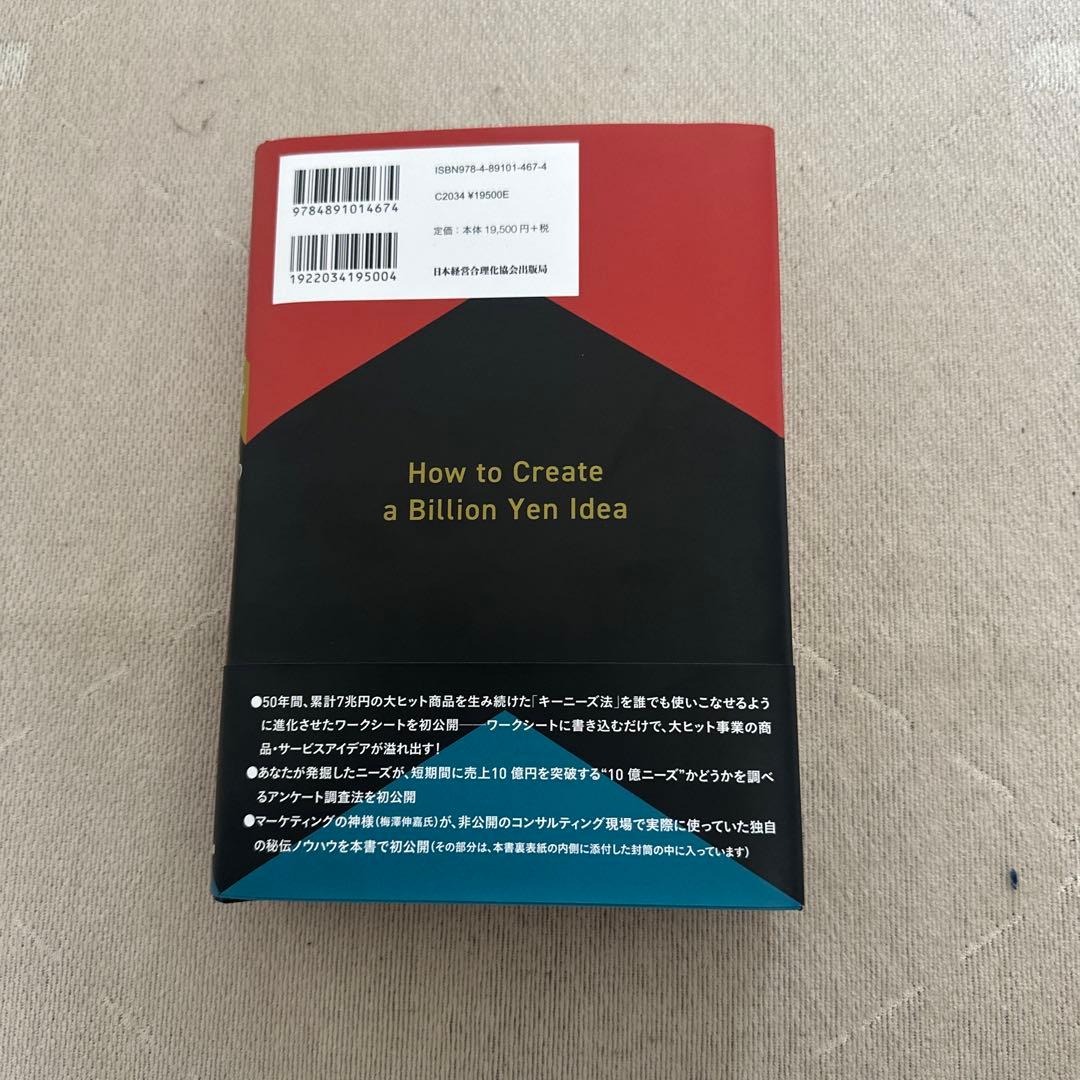 ISBN978-4-89101-467-4
9784891014674
C2034 ¥19500E
定価：本体 19,500 円＋税
1922034195004
日本経営合理化協会出版局
How to Create
a Billion Yen Idea
●50年間、累計7兆円の大ヒット商品を生み続けた「キーニーズ法」を誰でも使いこなせるよう
に進化させたワークシートを初公開──ワークシートに書き込むだけで、大ヒット事業の商
品・サービスアイデアが溢れ出す！
●あなたが発掘したニーズが、短期間に売上10 億円を突破する“10 億ニーズ”かどうかを調べ
るアンケート調査法を初公開
●マーケティングの神様（梅澤伸嘉氏）が、非公開のコンサルティング現場で実際に使っていた独自
の秘伝ノウハウを本書で初公開（その部分は、本書裏表紙の内側に添付した封筒の中に入っています）